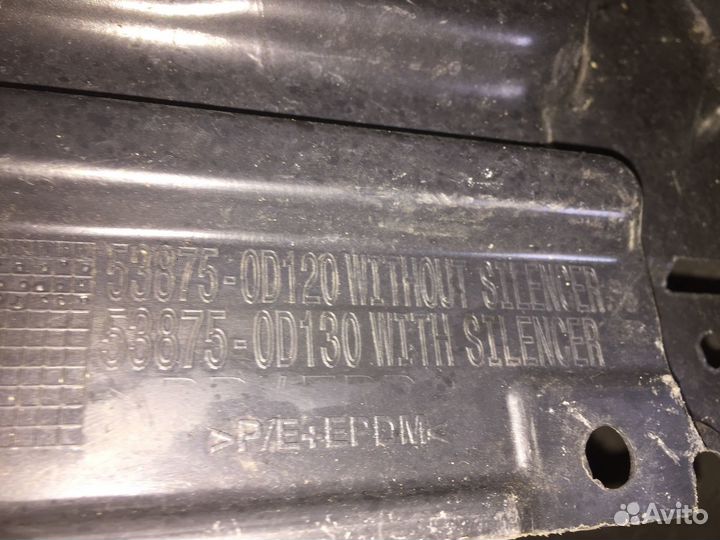 53875-0D120 WITHOUT SILENCER
53875-0D130 WITH SILENCER
>P/E+EPDM<
Avito